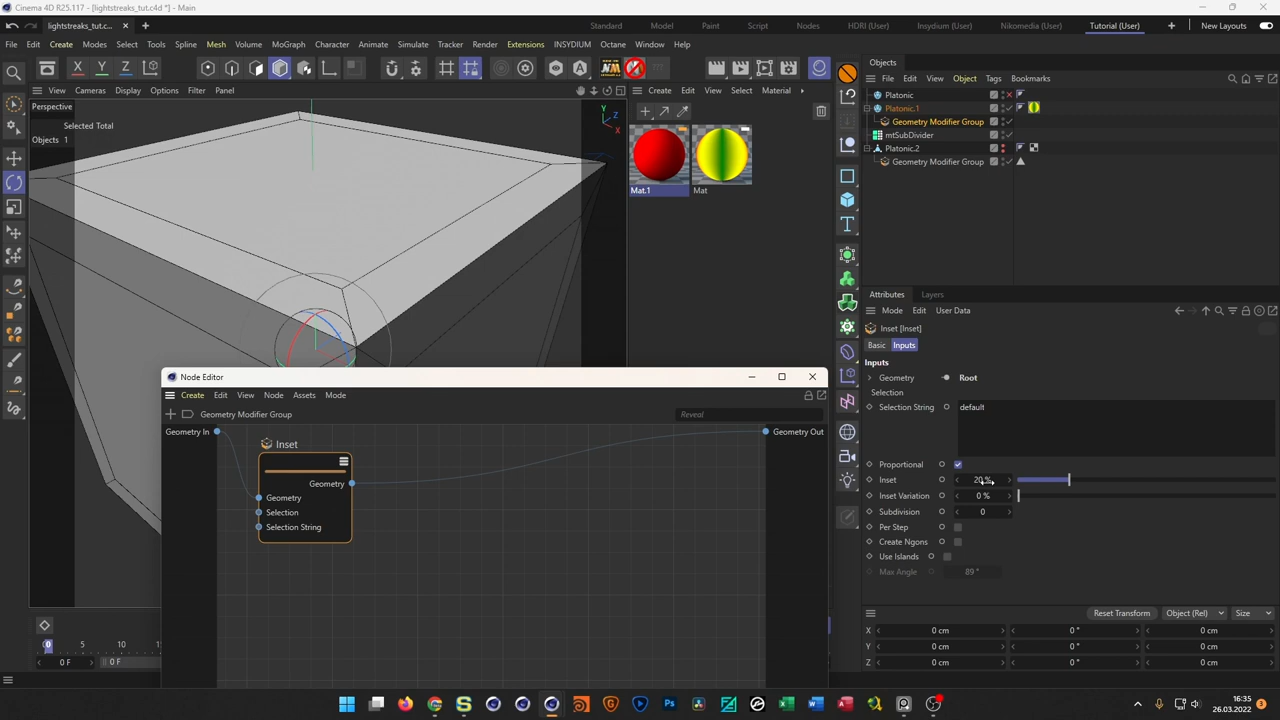 Cinema 4D R25.117 - [lightstreaks_tut.c4d *] - Main
lightstreaks_tut.c...
Standard Model Paint Script Nodes HDRI (User) Insydium (User) Nikomedia (User) Tutorial (User) New Layouts
File Edit Create Modes Select Tools Spline Mesh Volume MoGraph Character Animate Simulate Tracker Render Extensions INSYDIUM Octane Window Help
Objects
File Edit View Object Tags Bookmarks
View Cameras Display Options Filter Panel
Create Edit View Select Material
Perspective
Selected Total
Objects 1
Y
X
Platonic
Platonic.1
Geometry Modifier Group
mtSubDivider
Platonic.2
Geometry Modifier Group
Mat.1
Mat
Attributes Layers
Mode Edit User Data
Inset [Inset]
Basic Inputs
Inputs
Geometry Root
Selection
Selection String default
Proportional
Inset 20 %
Inset Variation 0 %
Subdivision 0
Per Step
Create Ngons
Use Islands
Max Angle 89 °
Node Editor
Create Edit View Node Assets Mode
Geometry Modifier Group Reveal
Geometry In
Inset
Geometry
Geometry
Selection
Selection String
Geometry Out
Reset Transform Object (Rel) Size
X 0 cm 0 ° 0 cm
Y 0 cm 0 ° 0 cm
Z 0 cm 0 ° 0 cm
0 5 10 15
0 F 0 F
16:35
26.03.2022